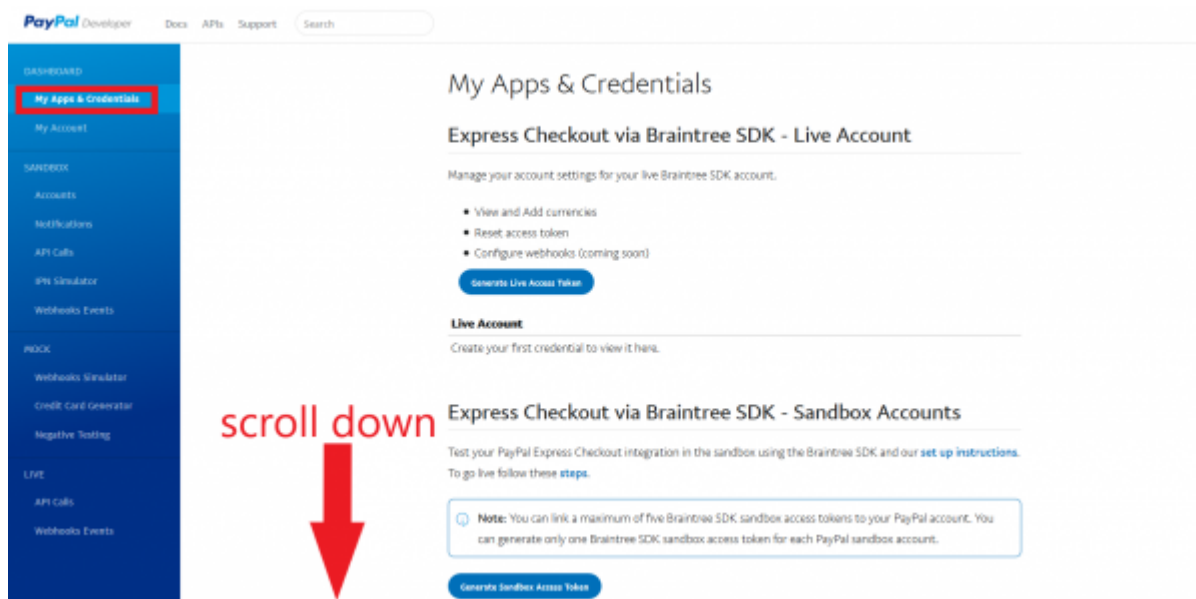 PayPal Developer Docs APIs Support Search
DASHBOARD
My Apps & Credentials
My Account
SANDBOX
Accounts
Notifications
API Calls
IPN Simulator
Webhooks Events
MOCK
Webhooks Simulator
Credit Card Generator
Negative Testing
LIVE
API Calls
Webhooks Events
My Apps & Credentials
Express Checkout via Braintree SDK - Live Account
Manage your account settings for your live Braintree SDK account.
• View and Add currencies
• Reset access token
• Configure webhooks (coming soon)
Generate Live Access Token
Live Account
Create your first credential to view it here.
scroll down
Express Checkout via Braintree SDK - Sandbox Accounts
Test your PayPal Express Checkout integration in the sandbox using the Braintree SDK and our set up instructions.
To go live follow these steps.
Note: You can link a maximum of five Braintree SDK sandbox access tokens to your PayPal account. You
can generate only one Braintree SDK sandbox access token for each PayPal sandbox account.
Generate Sandbox Access Token